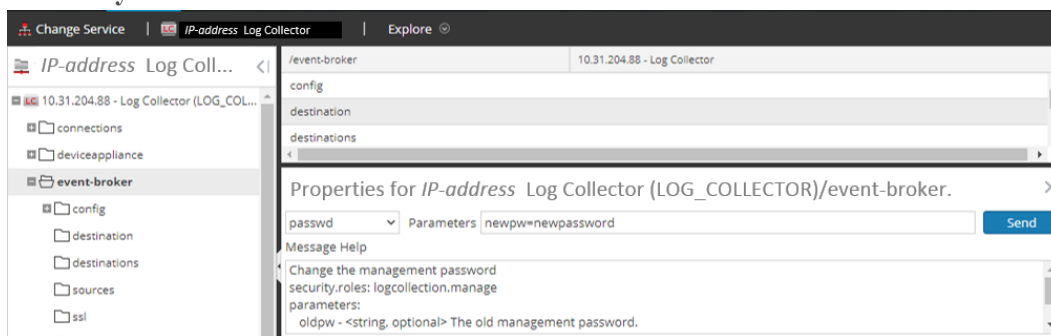 Change Service
LC IP-address Log Collector
Explore
IP-address Log Coll...
LC 10.31.204.88 - Log Collector (LOG_COL...
connections
deviceappliance
event-broker
config
destination
destinations
sources
ssl
/event-broker 10.31.204.88 - Log Collector
config
destination
destinations
Properties for IP-address Log Collector (LOG_COLLECTOR)/event-broker.
passwd Parameters newpw=newpassword Send
Message Help
Change the management password
security.roles: logcollection.manage
parameters:
oldpw - <string, optional> The old management password.